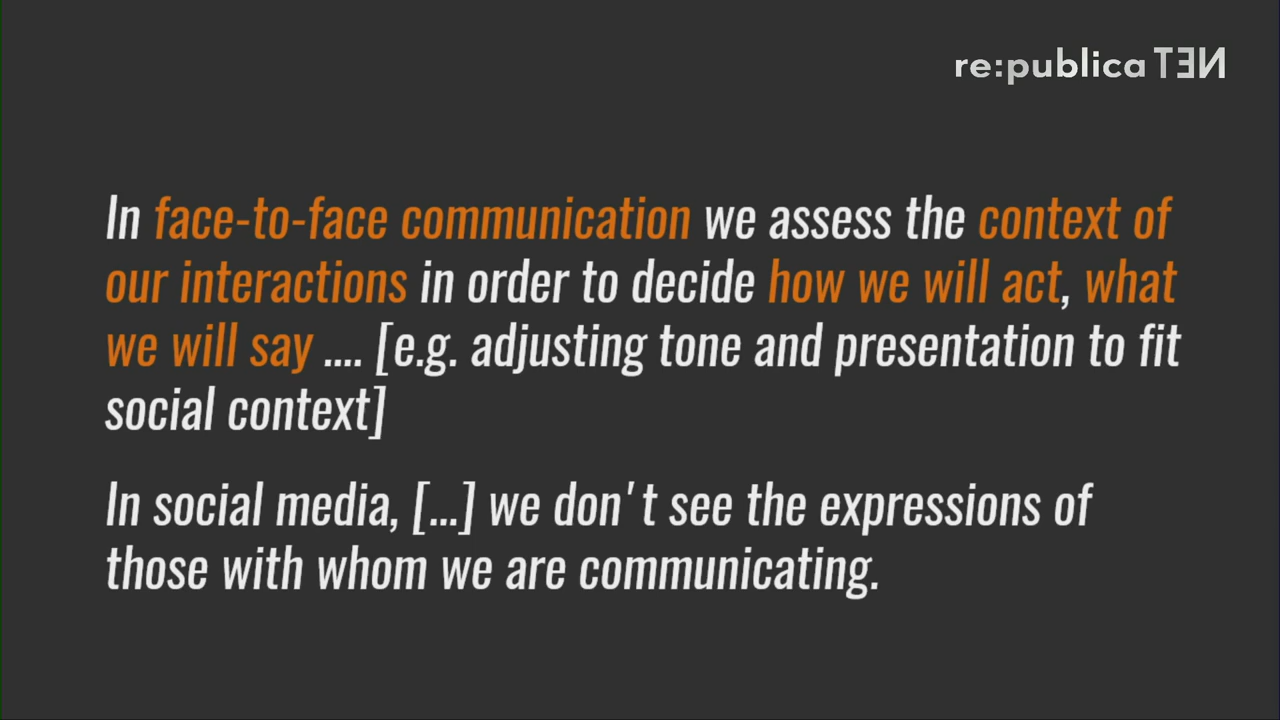 re:publica TEN
In face-to-face communication we assess the context of
our interactions in order to decide how we will act, what
we will say .... [e.g. adjusting tone and presentation to fit
social context]
In social media, [...] we don't see the expressions of
those with whom we are communicating.